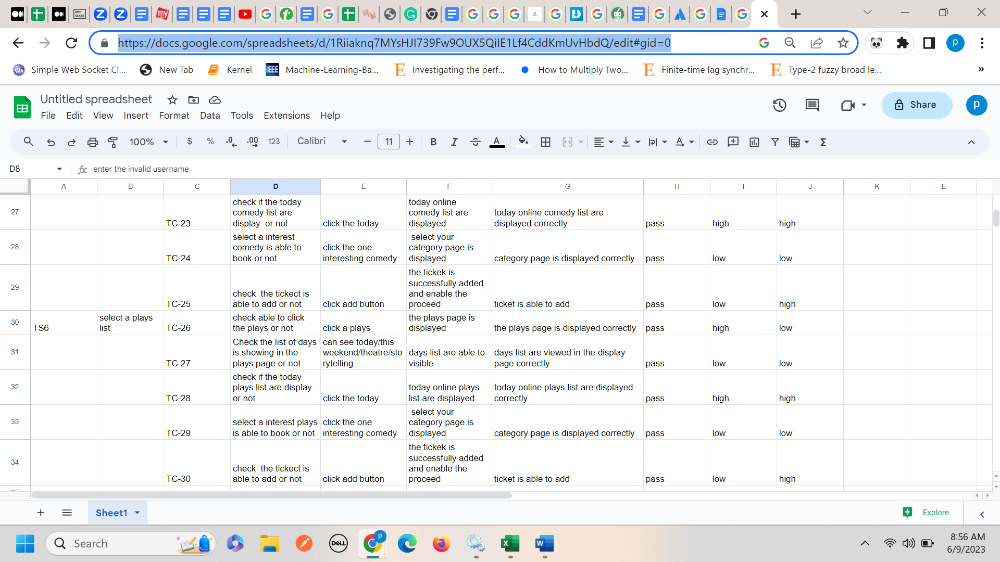 https://docs.google.com/spreadsheets/d/1Riiaknq7MYsHJI739Fw9OUX5QiIE1Lf4CddKmUvHbdQ/edit#gid=0
p
Simple Web Socket Cl...
New Tab
Kernel
IEEE
Machine-Learning-Ba...
Investigating the perf...
How to Multiply Two...
Finite-time lag synchr...
Type-2 fuzzy broad le...
»
Untitled spreadsheet
File Edit View Insert Format Data Tools Extensions Help
Share
p
100% $ % .0 .00 123 Calibri 11 B I A
D8
fx enter the invalid username
A B C D E F G H I J K L
27
TC-23
check if the today
comedy list are
display  or not
click the today
today online
comedy list are
displayed
today online comedy list are
displayed correctly
pass
high
high
28
TC-24
select a interest
comedy is able to
book or not
click the one
interesting comedy
select your
category page is
displayed
category page is displayed correctly
pass
low
low
29
TC-25
check  the tickect is
able to add or not
click add button
the tickek is
successfully added
and enable the
proceed
ticket is able to add
pass
low
high
30
TS6
select a plays
list
TC-26
check able to click
the plays or not
click a plays
the plays page is
displayed
the plays page is displayed correctly
pass
high
low
31
TC-27
Check the list of days
is showing in the
plays page or not
can see today/this
weekend/theatre/sto
rytelling
days list are able to
visible
days list are viewed in the display
page correctly
pass
low
low
32
TC-28
check if the today
plays list are display
or not
click the today
today online plays
list are displayed
today online plays list are displayed
correctly
pass
high
high
33
TC-29
select a interest plays
is able to book or not
click the one
interesting comedy
select your
category page is
displayed
category page is displayed correctly
pass
low
low
34
TC-30
check  the tickect is
able to add or not
click add button
the tickek is
successfully added
and enable the
proceed
ticket is able to add
pass
low
high
Sheet1
Explore
Search
DELL
p
8:56 AM
6/9/2023